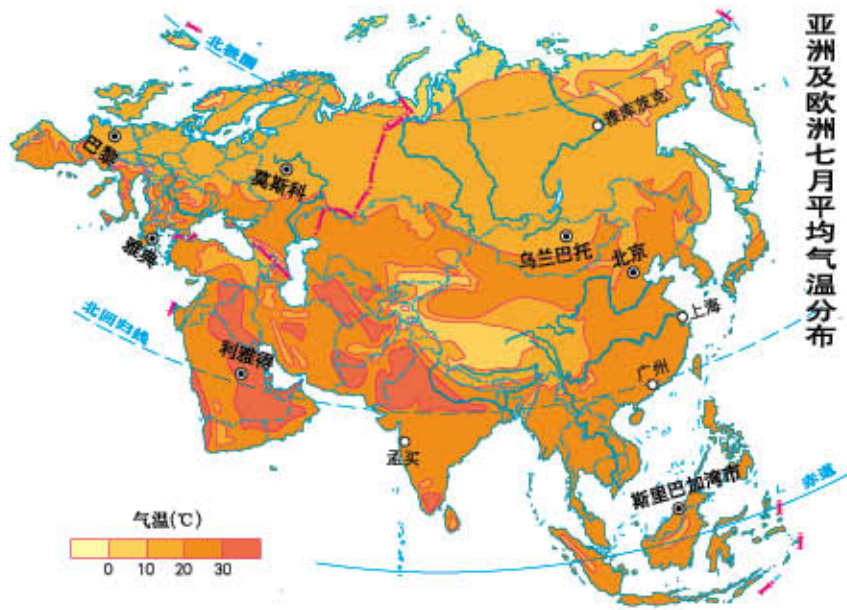 亚洲及欧洲七月平均气温分布
北极圈
雅库茨克
巴黎
莫斯科
雅典
乌兰巴托
北京
上海
北回归线
利雅得
广州
孟买
斯里巴加湾市
赤道
气温(℃)
0 10 20 30